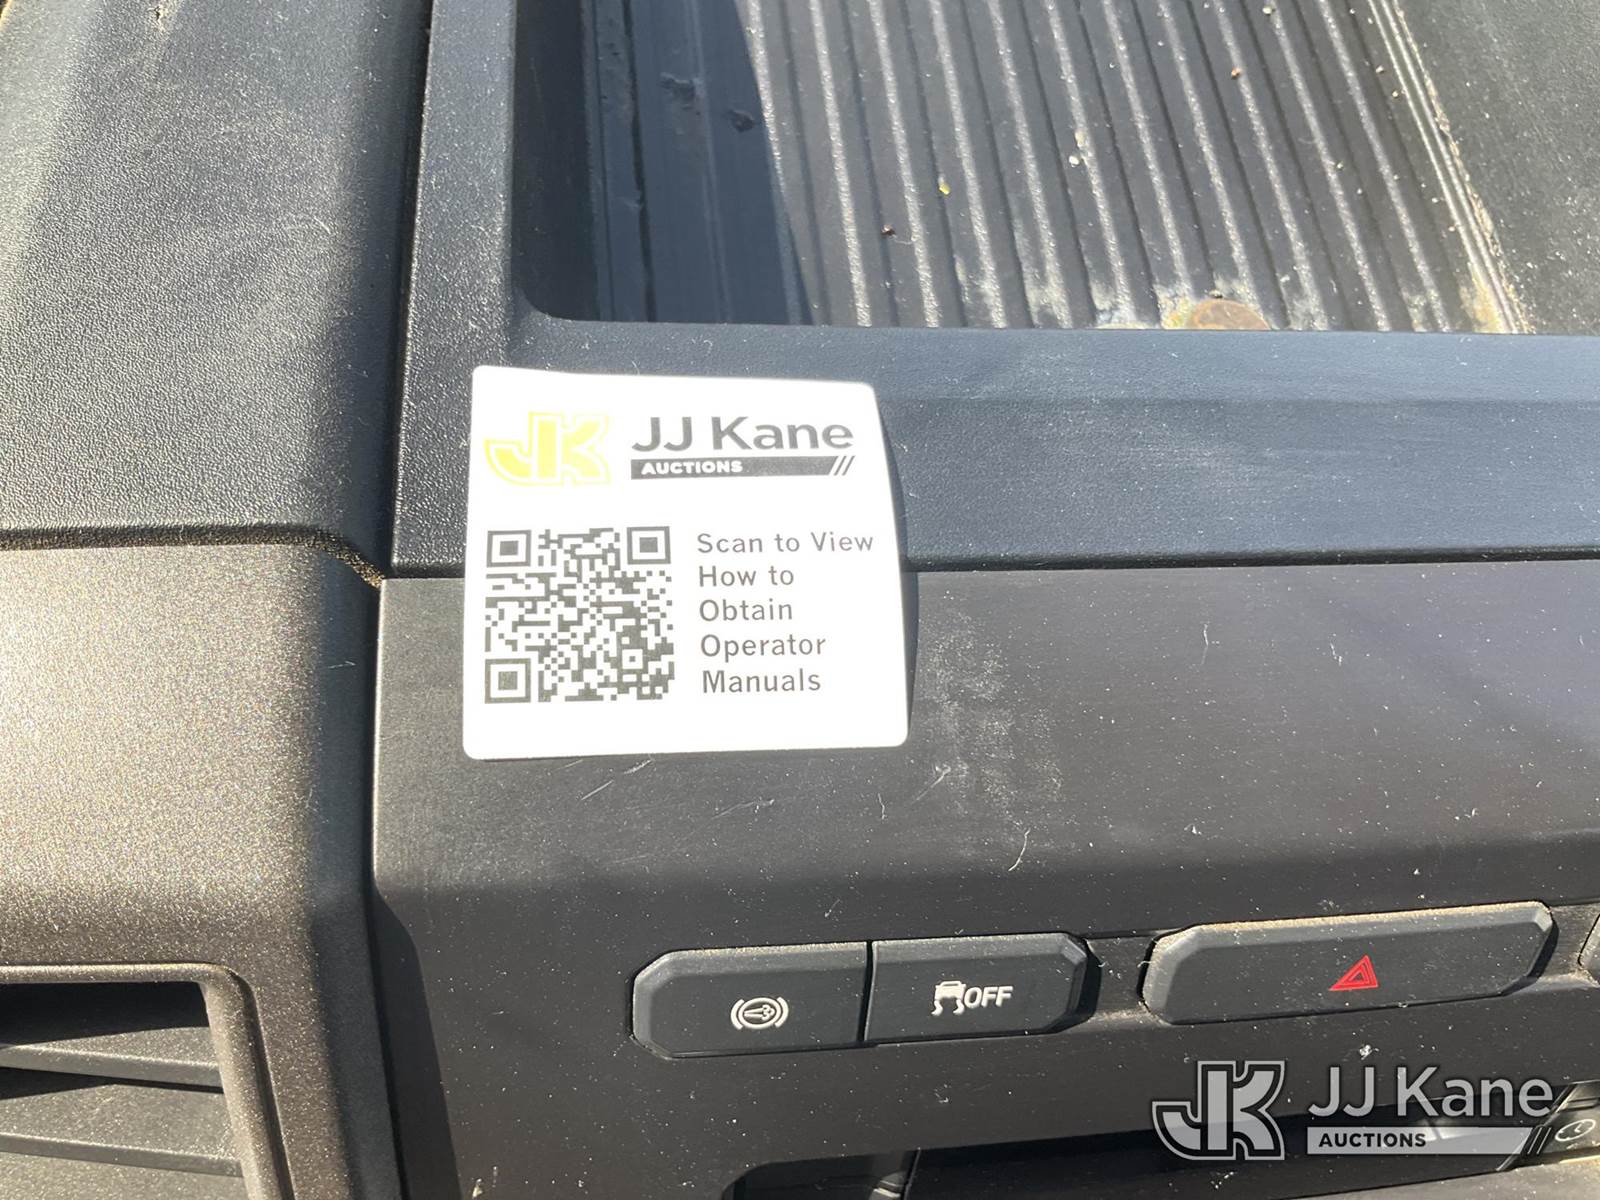 JK JJ Kane
AUCTIONS
Scan to View
How to
Obtain
Operator
Manuals
OFF
JK JJ Kane
AUCTIONS